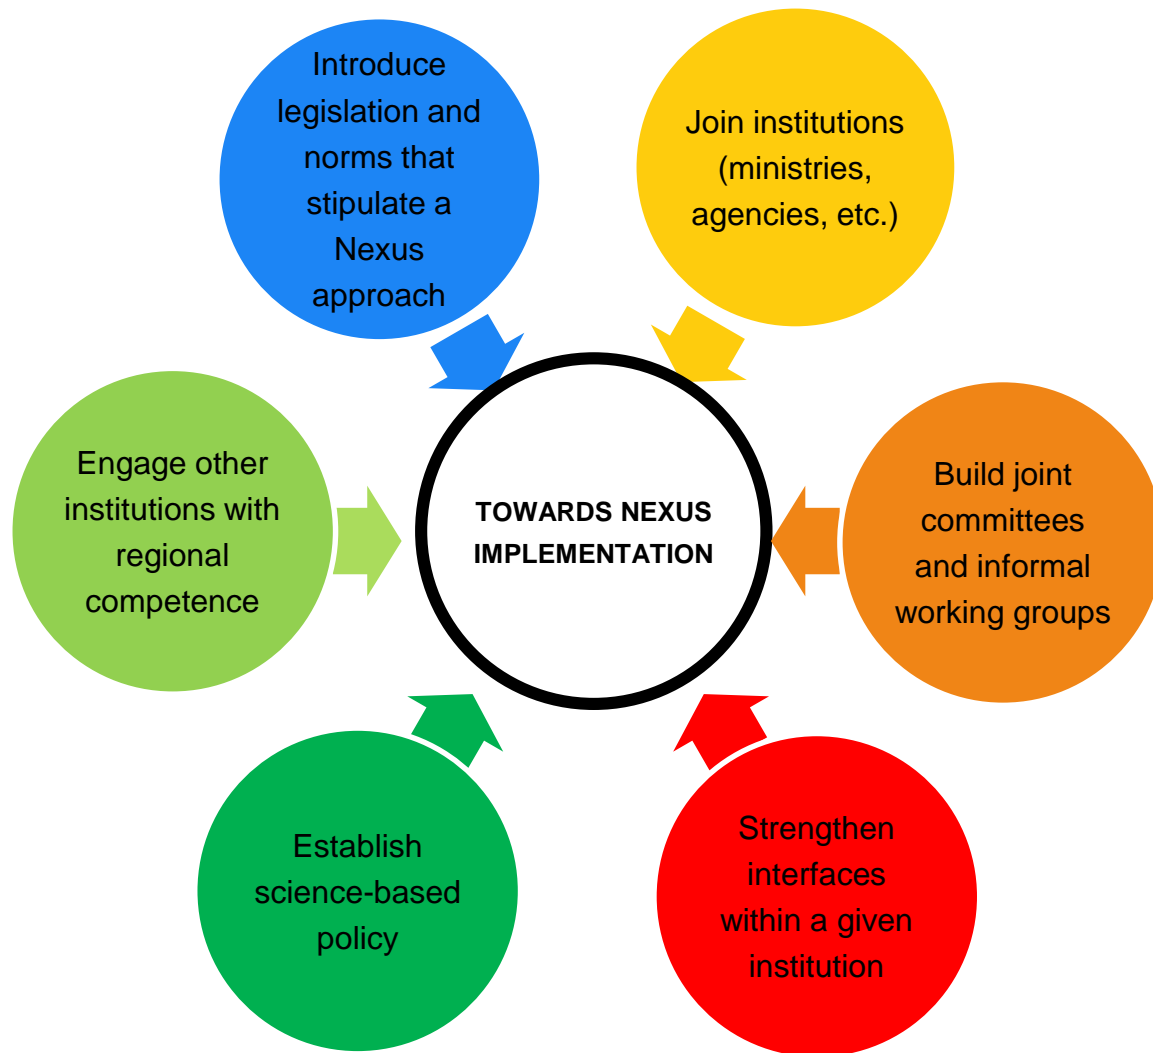 Introduce
legislation and
norms that
stipulate a
Nexus
approach
Join institutions
(ministries,
agencies, etc.)
Engage other
institutions with
regional
competence
TOWARDS NEXUS
IMPLEMENTATION
Build joint
committees
and informal
working groups
Establish
science-based
policy
Strengthen
interfaces
within a given
institution